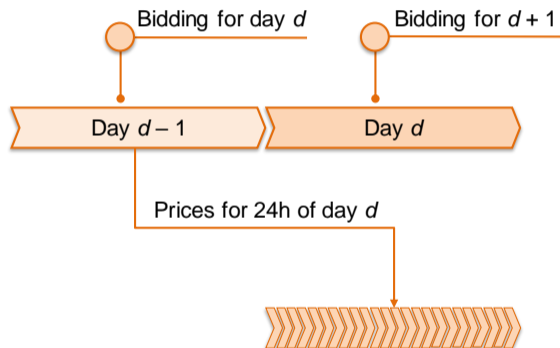 Bidding for day d
Bidding for d + 1
Day d – 1
Day d
Prices for 24h of day d